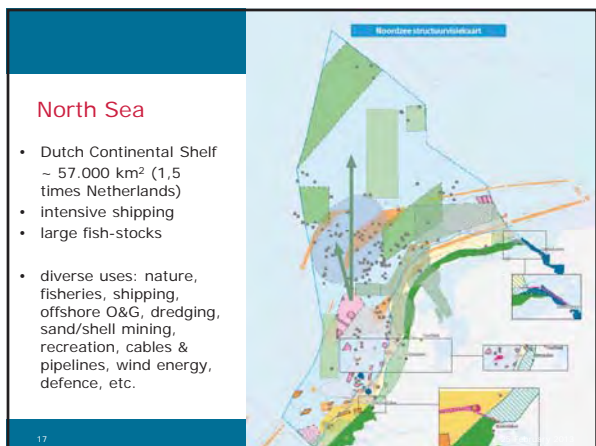 Noordzee structuurvisiekaart
North Sea
• Dutch Continental Shelf
~ 57.000 km² (1,5
times Netherlands)
• intensive shipping
• large fish-stocks
• diverse uses: nature,
fisheries, shipping,
offshore O&G, dredging,
sand/shell mining,
recreation, cables &
pipelines, wind energy,
defence, etc.
17